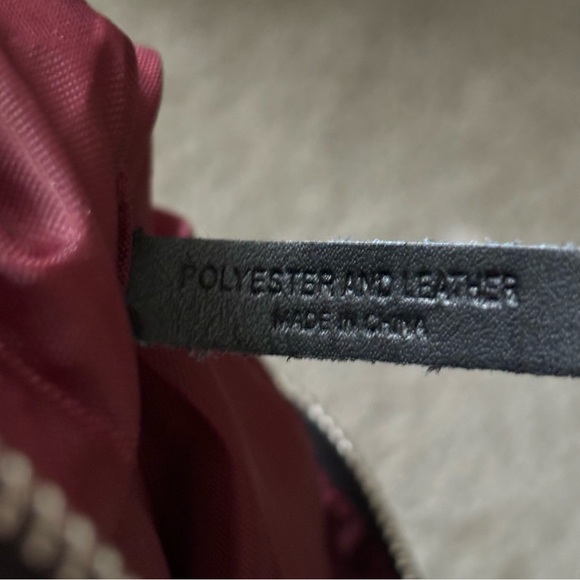 POLYESTER AND LEATHER
MADE IN CHINA